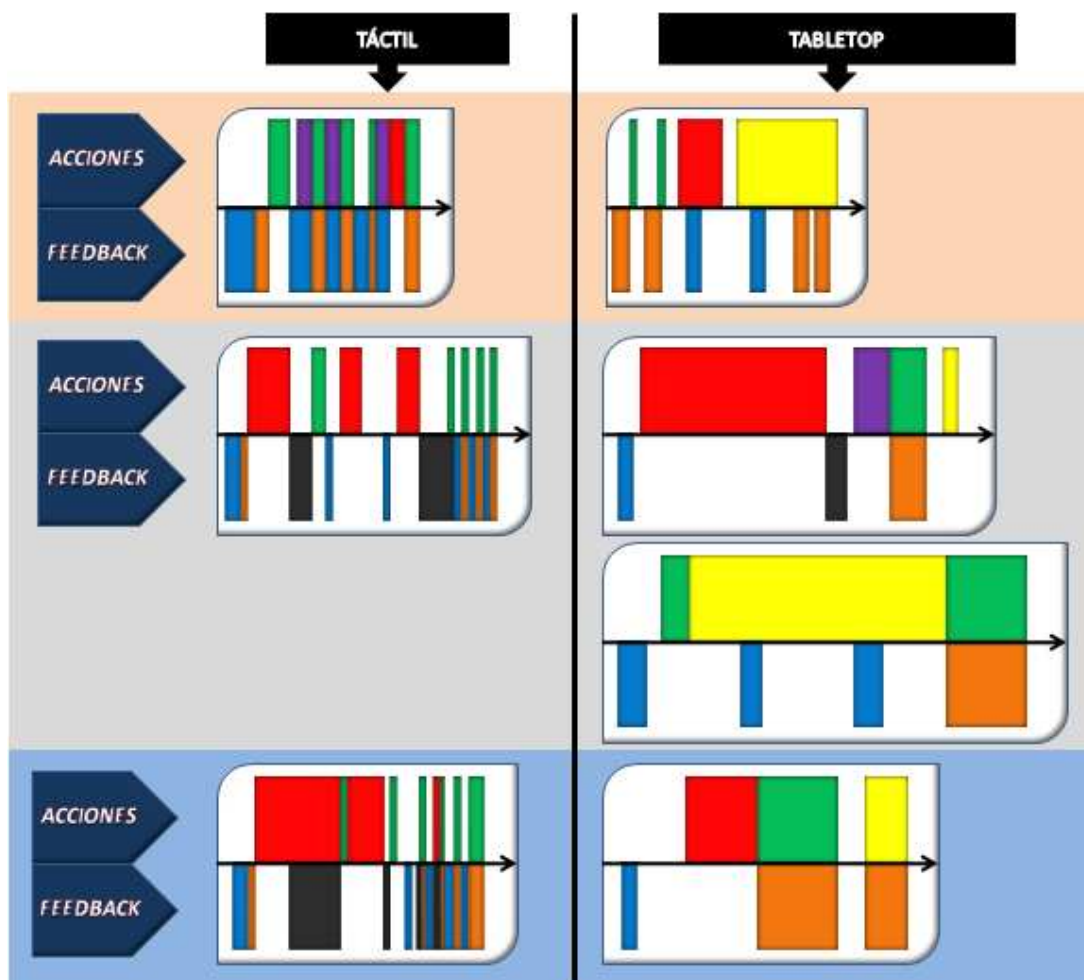 TÁCTIL
TABLETOP
ACCIONES
FEEDBACK
ACCIONES
FEEDBACK
ACCIONES
FEEDBACK